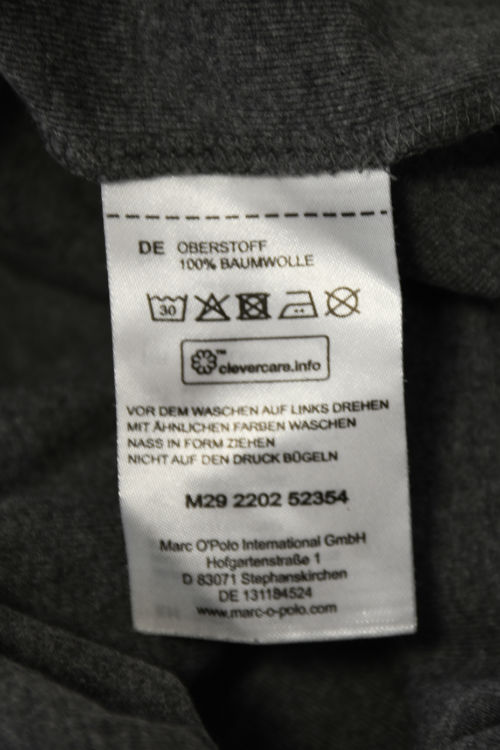 DE OBERSTOFF
100% BAUMWOLLE
30
clevercare.info™
VOR DEM WASCHEN AUF LINKS DREHEN
MIT ÄHNLICHEN FARBEN WASCHEN
NASS IN FORM ZIEHEN
NICHT AUF DEN DRUCK BÜGELN
M29 2202 52354
Marc O'Polo International GmbH
Hofgartenstraße 1
D 83071 Stephanskirchen
DE 131184524
www.marc-o-polo.com